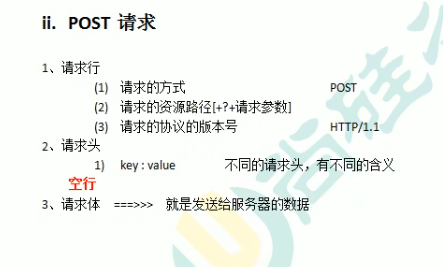 ii. POST 请求
1、请求行
(1) 请求的方式 POST
(2) 请求的资源路径[+?+请求参数]
(3) 请求的协议的版本号 HTTP/1.1
2、请求头
1) key : value 不同的请求头，有不同的含义
空行
3、请求体 ===>>> 就是发送给服务器的数据
尚硅谷